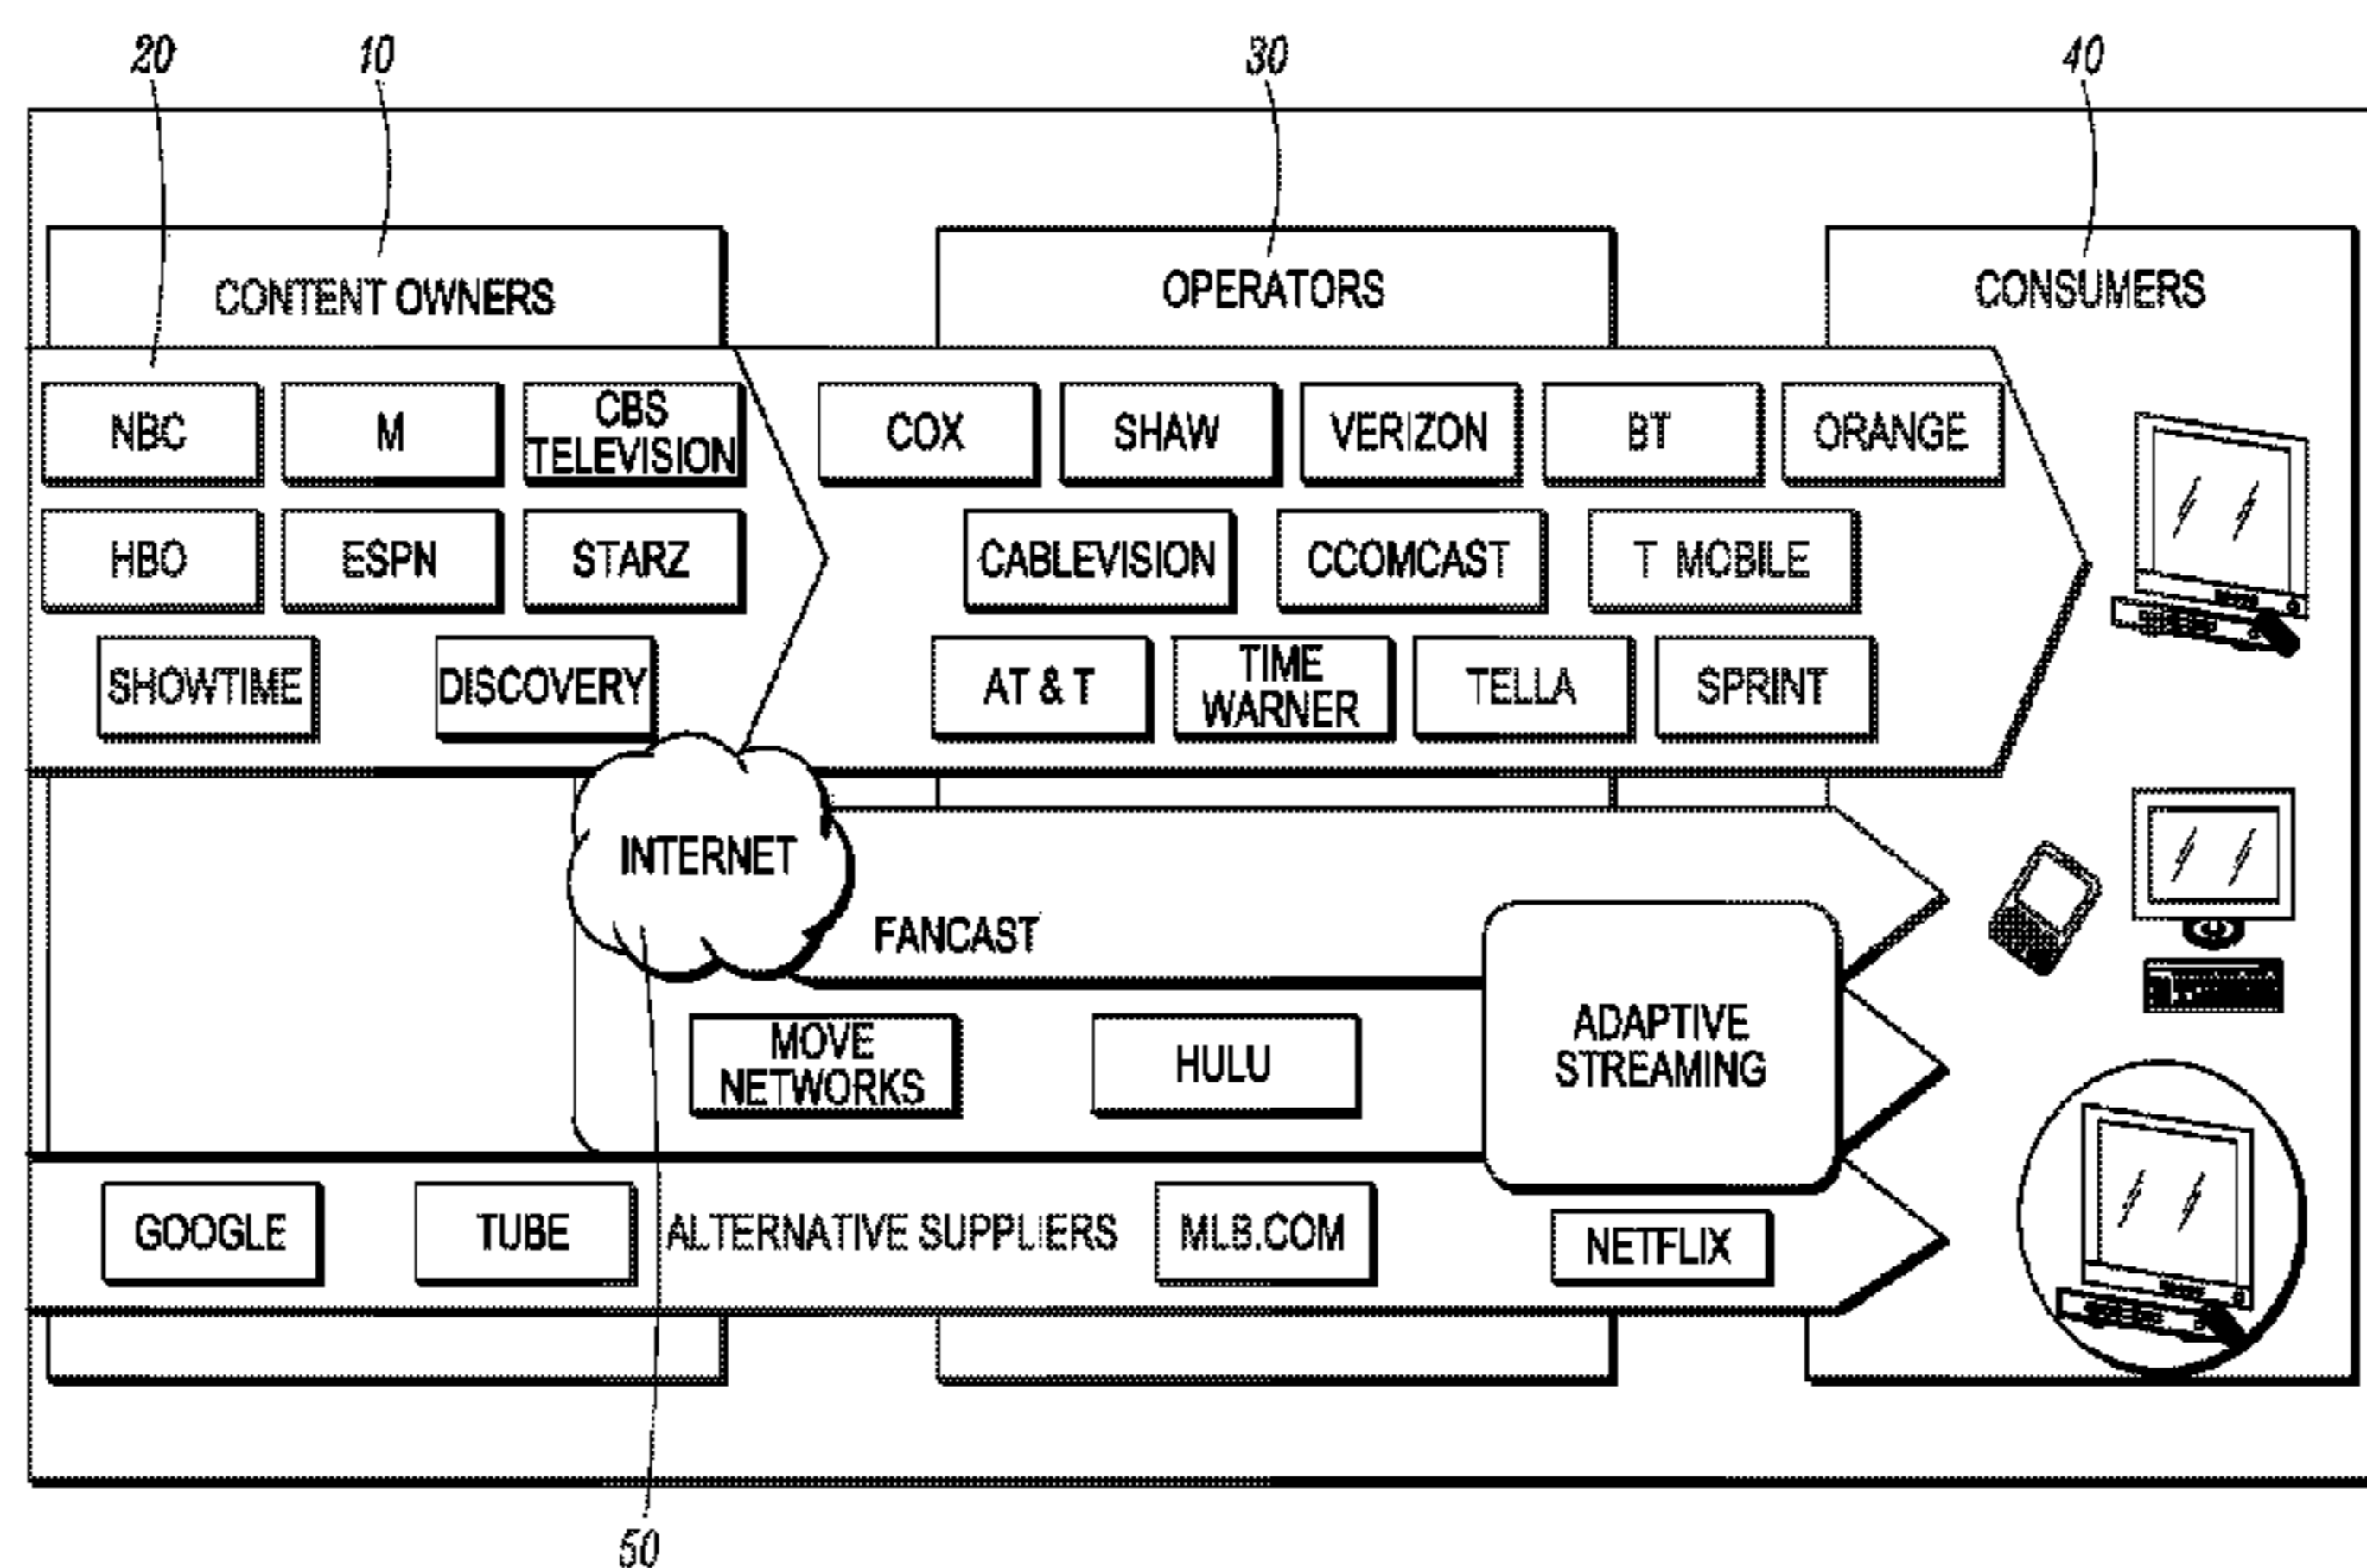 20
10
30
40
CONTENT OWNERS
OPERATORS
CONSUMERS
NBC
M
CBS
TELEVISION
COX
SHAW
VERIZON
BT
ORANGE
HBO
ESPN
STARZ
CABLEVISION
CCOMCAST
T MOBILE
SHOWTIME
DISCOVERY
AT & T
TIME
WARNER
TELLA
SPRINT
INTERNET
FANCAST
MOVE
NETWORKS
HULU
ADAPTIVE
STREAMING
GOOGLE
TUBE
ALTERNATIVE SUPPLIERS
MLB.COM
NETFLIX
50